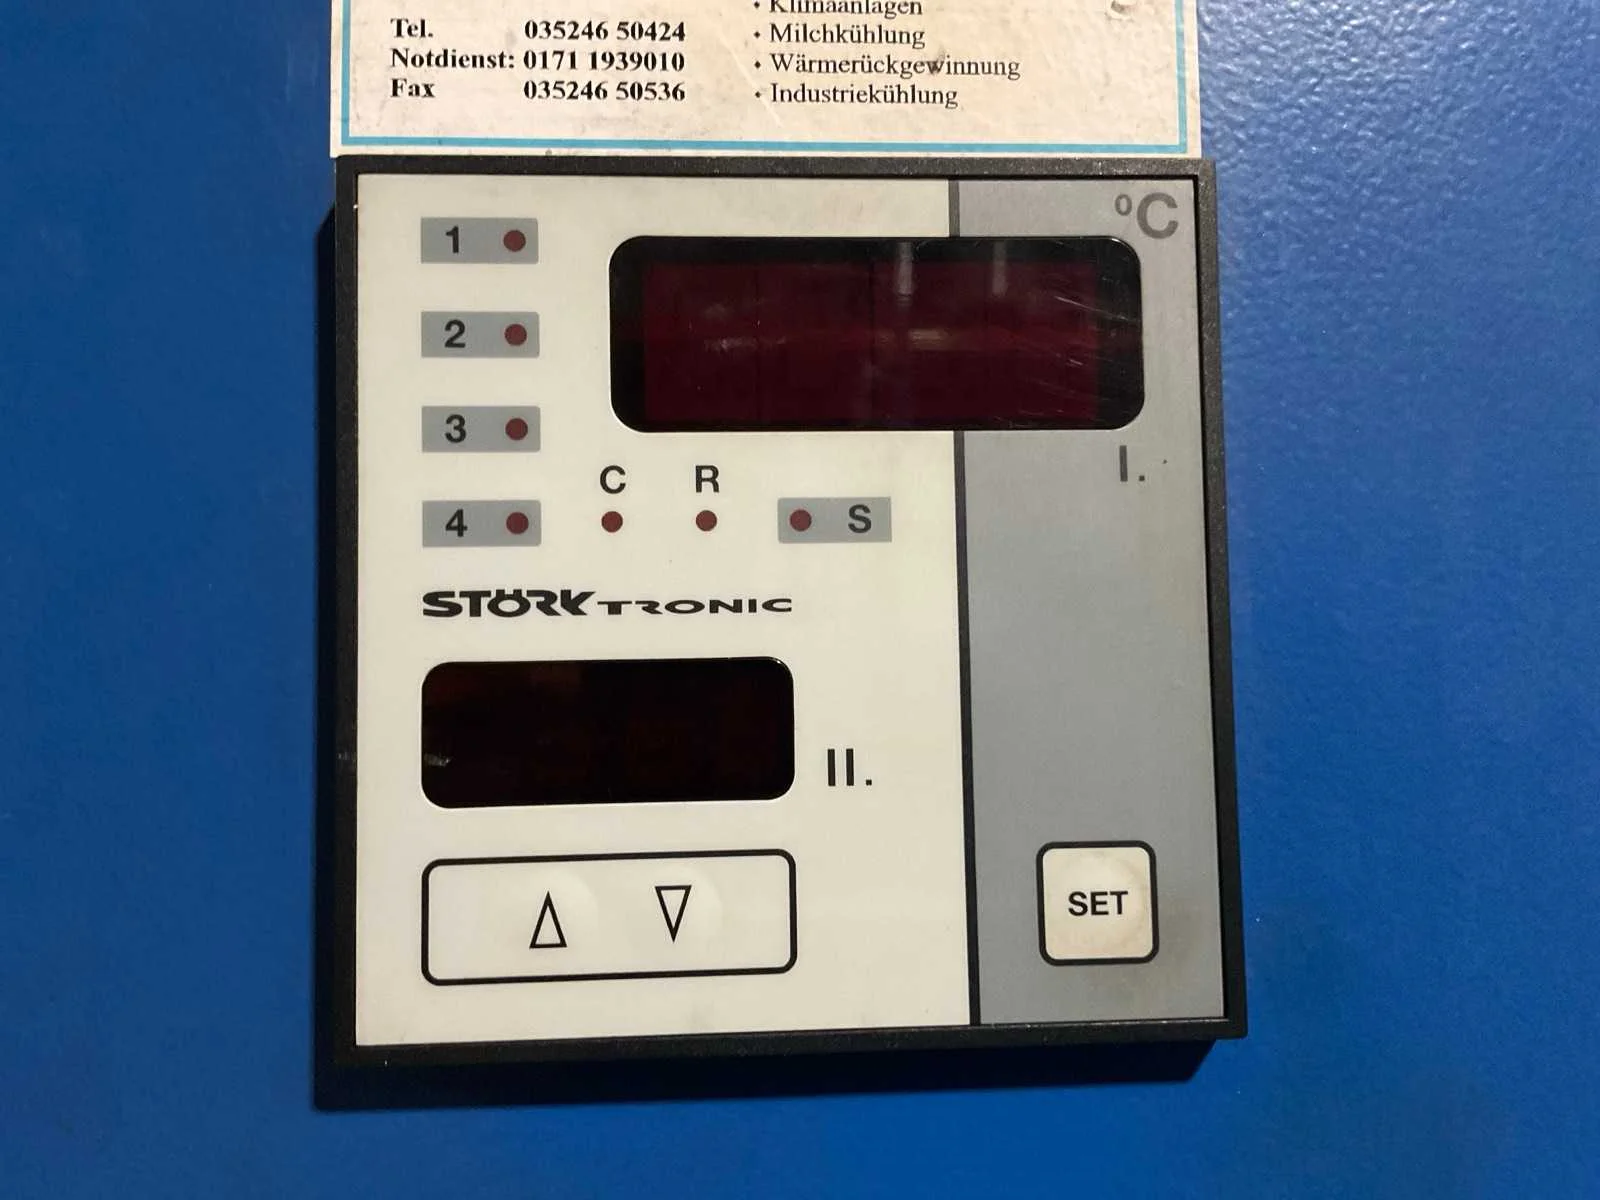 Tel. 035246 50424
Notdienst: 0171 1939010
Fax 035246 50536
• Klimaanlagen
• Milchkühlung
• Wärmerückgewinnung
• Industriekühlung
°C
1
2
3
I.
C R
4
S
STÖRK TRONIC
II.
SET